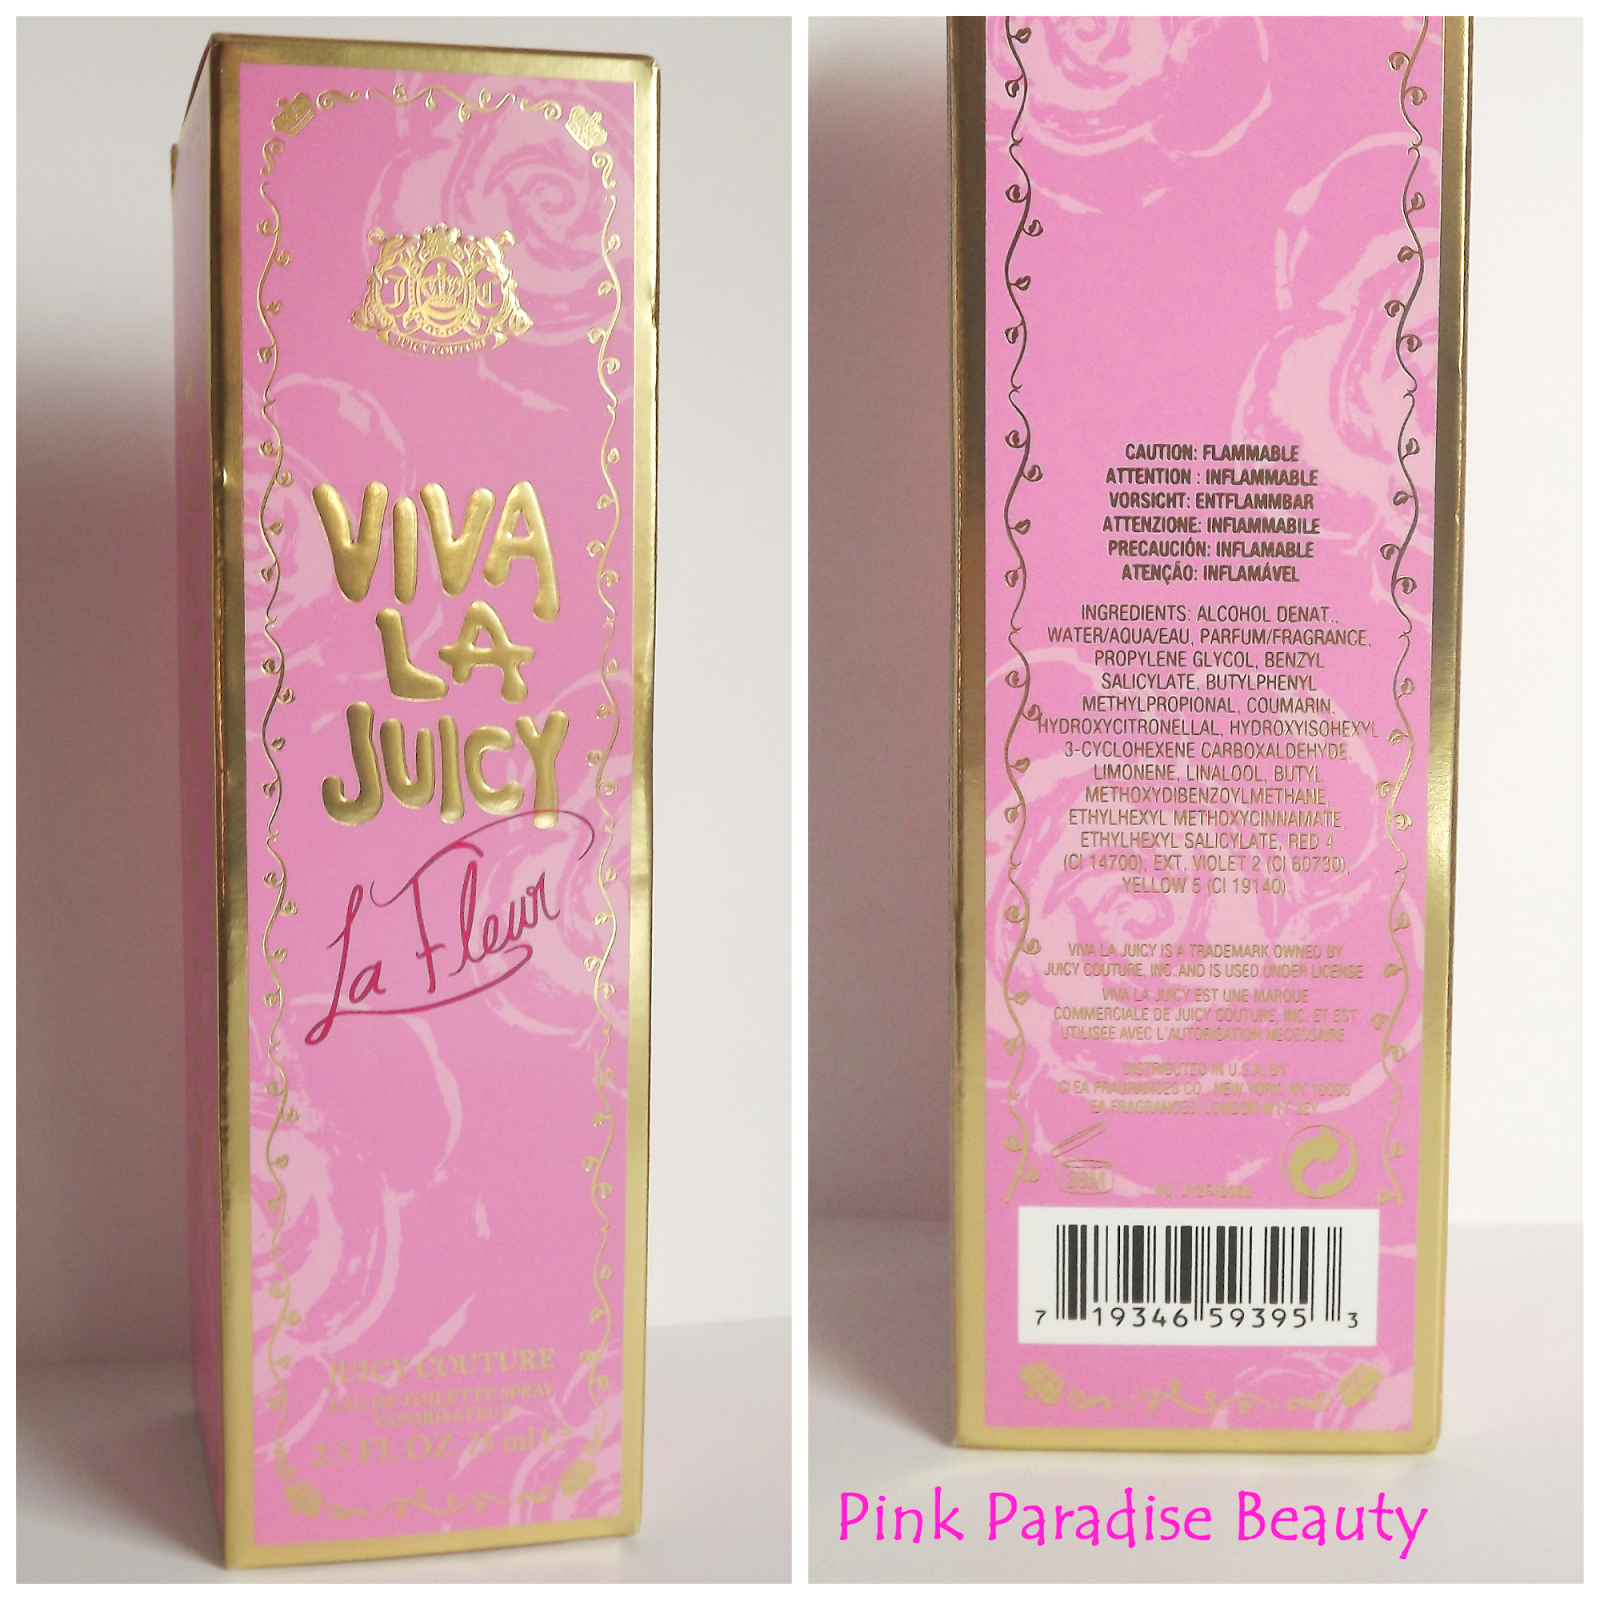 J C
JUICY COUTURE
VIVA
LA
JUICY
La Fleur
JUICY COUTURE
EAU DE TOILETTE SPRAY
VAPORISATEUR
2.5 FL OZ 75 ml e
CAUTION: FLAMMABLE
ATTENTION : INFLAMMABLE
VORSICHT: ENTFLAMMBAR
ATTENZIONE: INFIAMMABILE
PRECAUCIÓN: INFLAMABLE
ATENÇÃO: INFLAMÁVEL
INGREDIENTS: ALCOHOL DENAT.,
WATER/AQUA/EAU, PARFUM/FRAGRANCE,
PROPYLENE GLYCOL, BENZYL
SALICYLATE, BUTYLPHENYL
METHYLPROPIONAL, COUMARIN,
HYDROXYCITRONELLAL, HYDROXYISOHEXYL
3-CYCLOHEXENE CARBOXALDEHYDE,
LIMONENE, LINALOOL, BUTYL
METHOXYDIBENZOYLMETHANE,
ETHYLHEXYL METHOXYCINNAMATE,
ETHYLHEXYL SALICYLATE, RED 4
(CI 14700), EXT. VIOLET 2 (CI 60730),
YELLOW 5 (CI 19140).
VIVA LA JUICY IS A TRADEMARK OWNED BY
JUICY COUTURE, INC. AND IS USED UNDER LICENSE
VIVA LA JUICY EST UNE MARQUE
COMMERCIALE DE JUICY COUTURE, INC. ET EST
UTILISEE AVEC L'AUTORISATION NECESSAIRE
DISTRIBUTED IN U.S.A. BY
© EA FRAGRANCES CO., NEW YORK, NY
EA FRAGRANCES, LONDON
NO.
7 19346 59395 3
Pink Paradise Beauty